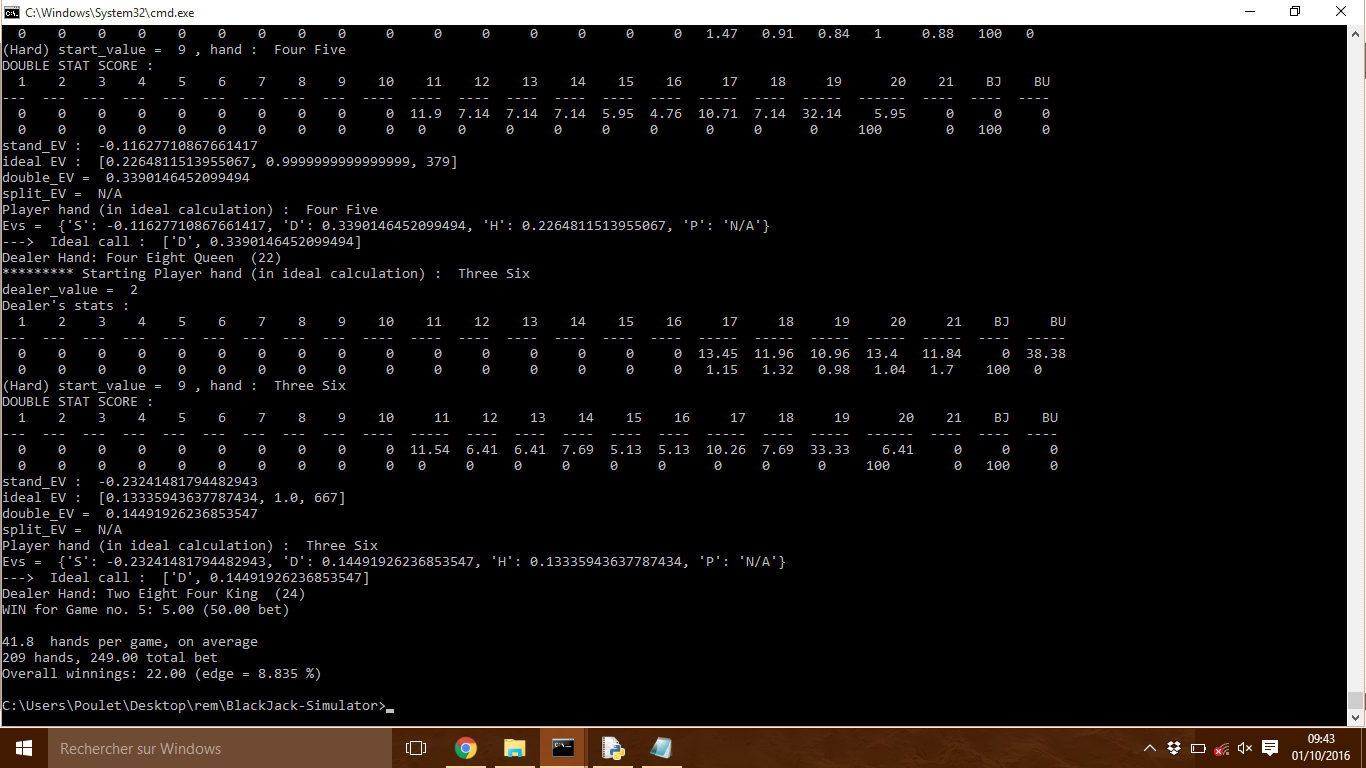 C:\Windows\System32\cmd.exe
0 0 0 0 0 0 0 0 0 0 0 0 0 0 0 0 1.47 0.91 0.84 1 0.88 100 0
(Hard) start_value = 9 , hand : Four Five
DOUBLE STAT SCORE :
1 2 3 4 5 6 7 8 9 10 11 12 13 14 15 16 17 18 19 20 21 BJ BU
--- --- --- --- --- --- --- --- --- ---- ---- ---- ---- ---- ---- ---- ----- ---- ----- ------ ---- ---- ----
0 0 0 0 0 0 0 0 0 0 11.9 7.14 7.14 7.14 5.95 4.76 10.71 7.14 32.14 5.95 0 0 0
0 0 0 0 0 0 0 0 0 0 0 0 0 0 0 0 0 0 0 100 0 100 0
stand_EV : -0.11627710867661417
ideal EV : [0.2264811513955067, 0.9999999999999999, 379]
double_EV = 0.3390146452099494
split_EV = N/A
Player hand (in ideal calculation) : Four Five
Evs = {'S': -0.11627710867661417, 'D': 0.3390146452099494, 'H': 0.2264811513955067, 'P': 'N/A'}
---> Ideal call : ['D', 0.3390146452099494]
Dealer Hand: Four Eight Queen (22)
********* Starting Player hand (in ideal calculation) : Three Six
dealer_value = 2
Dealer's stats :
1 2 3 4 5 6 7 8 9 10 11 12 13 14 15 16 17 18 19 20 21 BJ BU
--- --- --- --- --- --- --- --- --- ---- ---- ---- ---- ---- ---- ---- ----- ----- ----- ----- ----- ---- -----
0 0 0 0 0 0 0 0 0 0 0 0 0 0 0 0 13.45 11.96 10.96 13.4 11.84 0 38.38
0 0 0 0 0 0 0 0 0 0 0 0 0 0 0 0 1.15 1.32 0.98 1.04 1.7 100 0
(Hard) start_value = 9 , hand : Three Six
DOUBLE STAT SCORE :
1 2 3 4 5 6 7 8 9 10 11 12 13 14 15 16 17 18 19 20 21 BJ BU
--- --- --- --- --- --- --- --- --- ---- ----- ---- ---- ---- ---- ---- ----- ---- ----- ------ ---- ---- ----
0 0 0 0 0 0 0 0 0 0 11.54 6.41 6.41 7.69 5.13 5.13 10.26 7.69 33.33 6.41 0 0 0
0 0 0 0 0 0 0 0 0 0 0 0 0 0 0 0 0 0 0 100 0 100 0
stand_EV : -0.23241481794482943
ideal EV : [0.13335943637787434, 1.0, 667]
double_EV = 0.14491926236853547
split_EV = N/A
Player hand (in ideal calculation) : Three Six
Evs = {'S': -0.23241481794482943, 'D': 0.14491926236853547, 'H': 0.13335943637787434, 'P': 'N/A'}
---> Ideal call : ['D', 0.14491926236853547]
Dealer Hand: Two Eight Four King (24)
WIN for Game no. 5: 5.00 (50.00 bet)
41.8 hands per game, on average
209 hands, 249.00 total bet
Overall winnings: 22.00 (edge = 8.835 %)
C:\Users\Poulet\Desktop\rem\BlackJack-Simulator>_
Rechercher sur Windows
09:43
01/10/2016